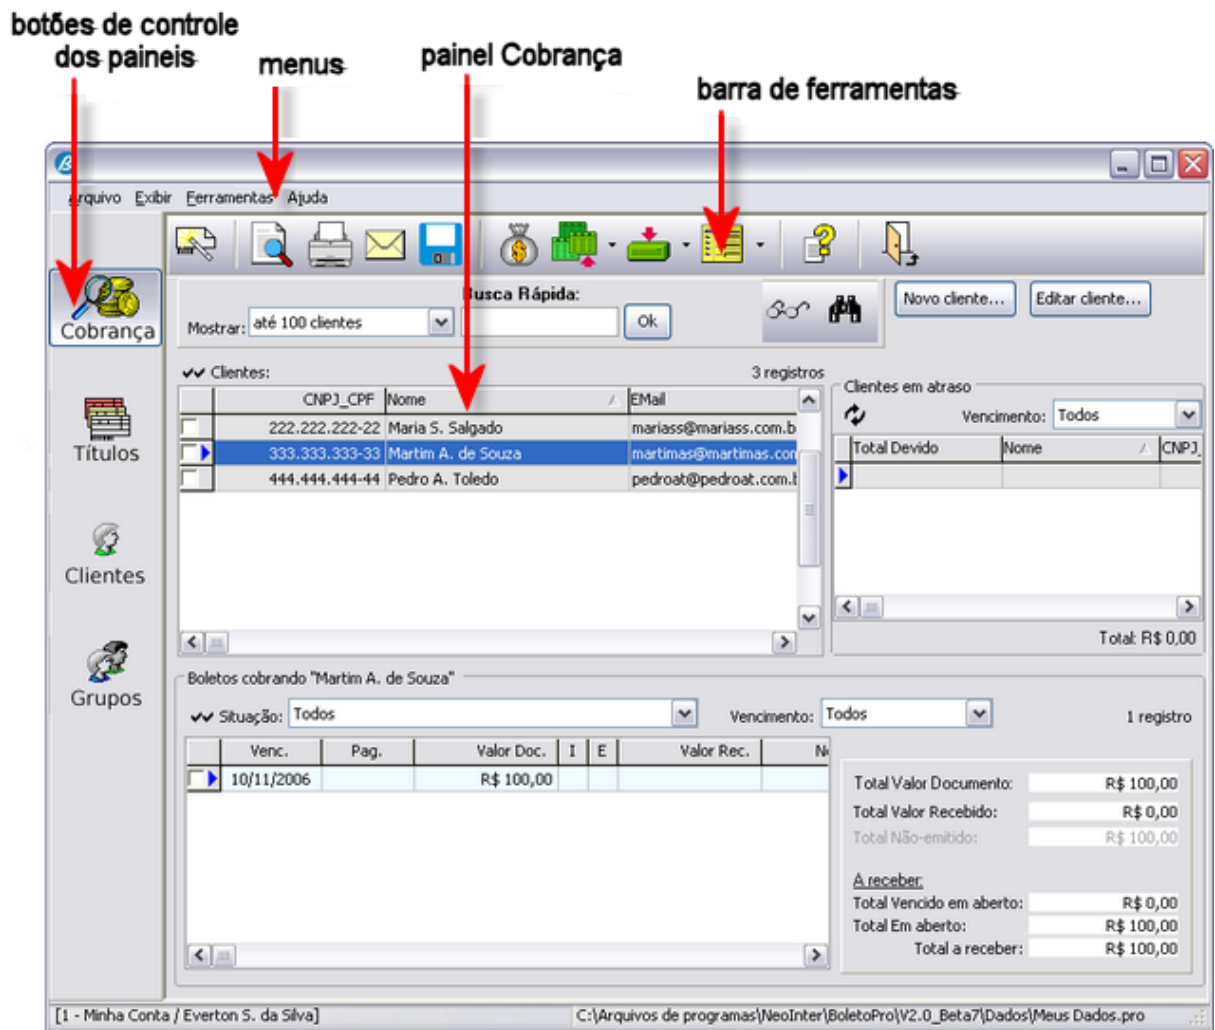 botões de controle
dos paineis
menus
painel Cobrança
barra de ferramentas
Arquivo Exibir Ferramentas Ajuda
Cobrança
Títulos
Clientes
Grupos
Mostrar: até 100 clientes
Busca Rápida:
Ok
Novo cliente...
Editar cliente...
Clientes:
3 registros
CNPJ_CPF Nome EMail
222.222.222-22 Maria S. Salgado mariass@mariass.com.b
333.333.333-33 Martim A. de Souza martimas@martimas.com
444.444.444-44 Pedro A. Toledo pedroat@pedroat.com.b
Clientes em atraso
Vencimento: Todos
Total Devido Nome CNPJ_
Total: R$ 0,00
Boletos cobrando "Martim A. de Souza"
Situação: Todos
Vencimento: Todos
1 registro
Venc. Pag. Valor Doc. I E Valor Rec. N
10/11/2006 R$ 100,00
Total Valor Documento: R$ 100,00
Total Valor Recebido: R$ 0,00
Total Não-emitido: R$ 100,00
A receber:
Total Vencido em aberto: R$ 0,00
Total Em aberto: R$ 100,00
Total a receber: R$ 100,00
[1 - Minha Conta / Everton S. da Silva]
C:\Arquivos de programas\NeoInter\BoletoPro\V2.0_Beta7\Dados\Meus Dados.pro